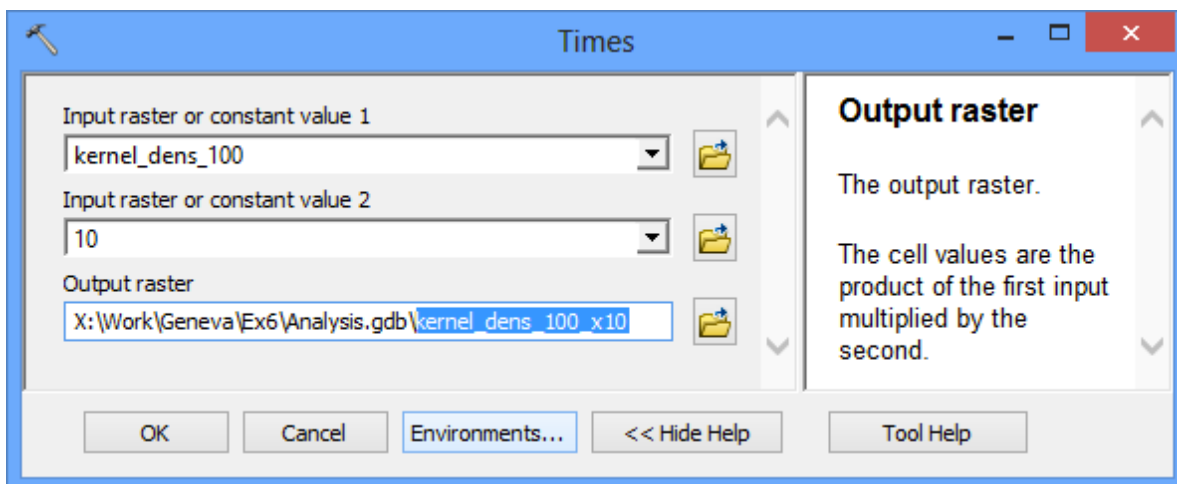 Times
Input raster or constant value 1
kernel_dens_100
Input raster or constant value 2
10
Output raster
X:\Work\Geneva\Ex6\Analysis.gdb\kernel_dens_100_x10
Output raster
The output raster.
The cell values are the
product of the first input
multiplied by the
second.
OK
Cancel
Environments...
<< Hide Help
Tool Help